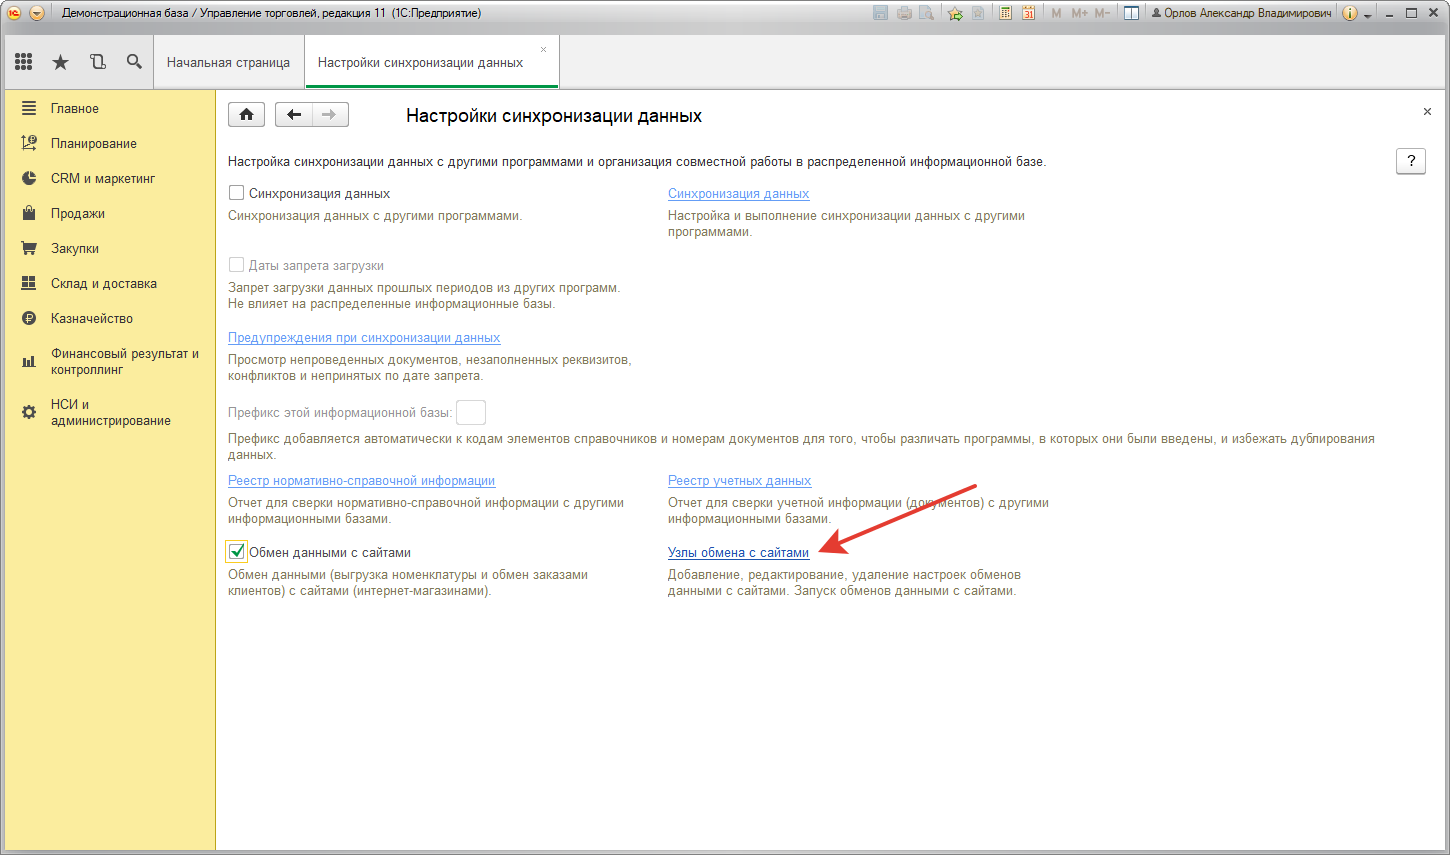 Демонстрационная база / Управление торговлей, редакция 11 (1С:Предприятие)
M M+ M- Орлов Александр Владимирович
Начальная страница
Настройки синхронизации данных
Главное
Планирование
CRM и маркетинг
Продажи
Закупки
Склад и доставка
Казначейство
Финансовый результат и
контроллинг
НСИ и
администрирование
Настройки синхронизации данных
Настройка синхронизации данных с другими программами и организация совместной работы в распределенной информационной базе.
?
Синхронизация данных
Синхронизация данных с другими программами.
Синхронизация данных
Настройка и выполнение синхронизации данных с другими
программами.
Даты запрета загрузки
Запрет загрузки данных прошлых периодов из других программ.
Не влияет на распределенные информационные базы.
Предупреждения при синхронизации данных
Просмотр непроведенных документов, незаполненных реквизитов,
конфликтов и непринятых по дате запрета.
Префикс этой информационной базы:
Префикс добавляется автоматически к кодам элементов справочников и номерам документов для того, чтобы различать программы, в которых они были введены, и избежать дублирования
данных.
Реестр нормативно-справочной информации
Отчет для сверки нормативно-справочной информации с другими
информационными базами.
Реестр учетных данных
Отчет для сверки учетной информации (документов) с другими
информационными базами.
Обмен данными с сайтами
Обмен данными (выгрузка номенклатуры и обмен заказами
клиентов) с сайтами (интернет-магазинами).
Узлы обмена с сайтами
Добавление, редактирование, удаление настроек обменов
данными с сайтами. Запуск обменов данными с сайтами.